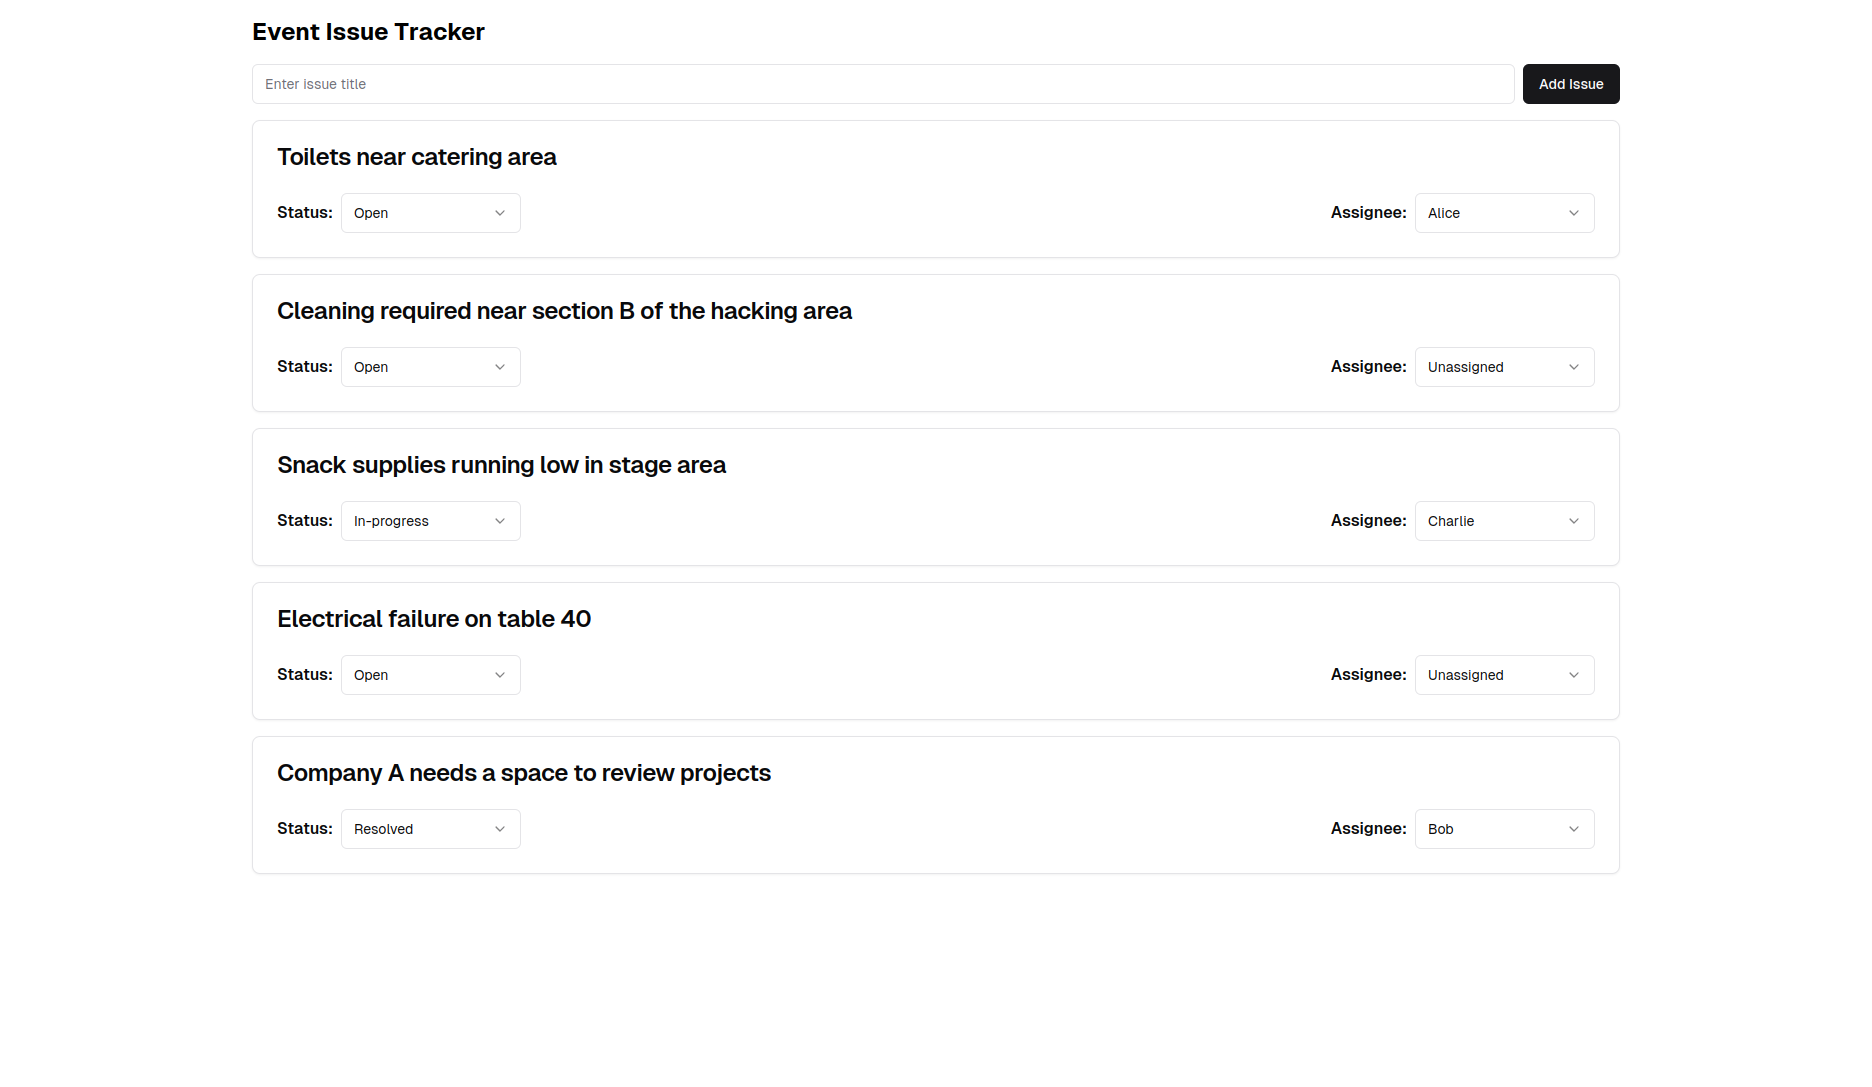 Event Issue Tracker
Enter issue title
Add Issue
Toilets near catering area
Status: Open
Assignee: Alice
Cleaning required near section B of the hacking area
Status: Open
Assignee: Unassigned
Snack supplies running low in stage area
Status: In-progress
Assignee: Charlie
Electrical failure on table 40
Status: Open
Assignee: Unassigned
Company A needs a space to review projects
Status: Resolved
Assignee: Bob